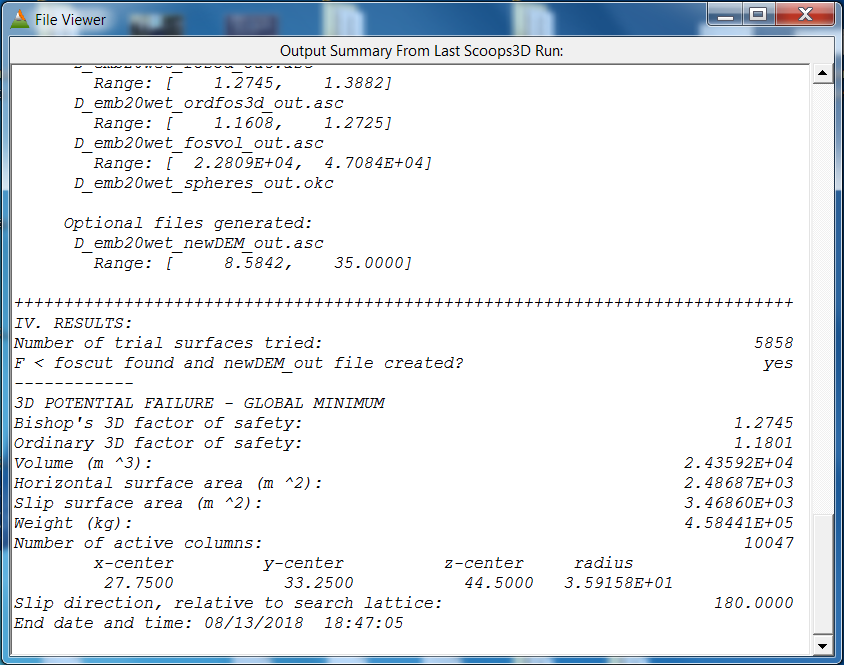 File Viewer
Output Summary From Last Scoops3D Run:
Range: [    1.2745,    1.3882]
D_emb20wet_ordfos3d_out.asc
Range: [    1.1608,    1.2725]
D_emb20wet_fosvol_out.asc
Range: [  2.2809E+04,  4.7084E+04]
D_emb20wet_spheres_out.okc
Optional files generated:
D_emb20wet_newDEM_out.asc
Range: [     8.5842,    35.0000]
++++++++++++++++++++++++++++++++++++++++++++++++++++++++++++++++++++++++++++++
IV. RESULTS:
Number of trial surfaces tried: 5858
F < foscut found and newDEM_out file created? yes
------------
3D POTENTIAL FAILURE - GLOBAL MINIMUM
Bishop's 3D factor of safety: 1.2745
Ordinary 3D factor of safety: 1.1801
Volume (m ^3): 2.43592E+04
Horizontal surface area (m ^2): 2.48687E+03
Slip surface area (m ^2): 3.46860E+03
Weight (kg): 4.58441E+05
Number of active columns: 10047
x-center y-center z-center radius
27.7500 33.2500 44.5000 3.59158E+01
Slip direction, relative to search lattice: 180.0000
End date and time: 08/13/2018  18:47:05